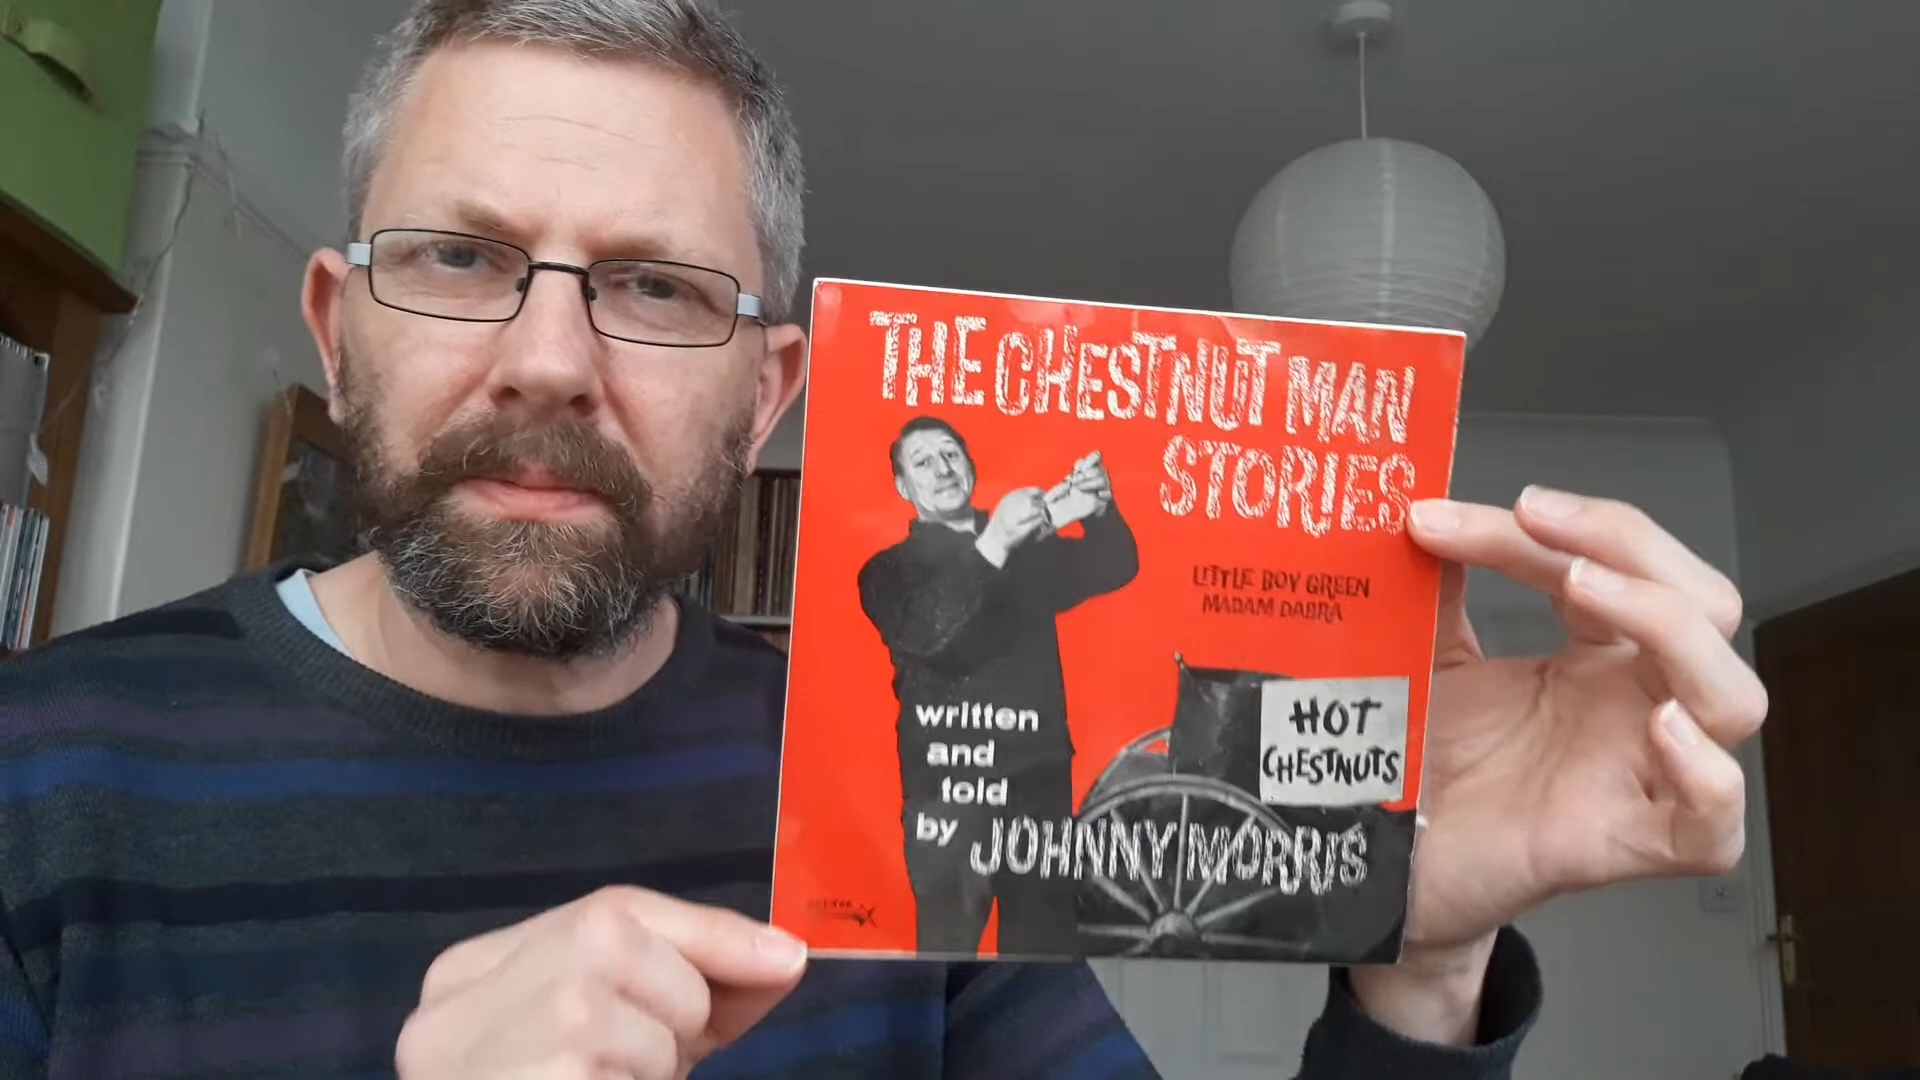 THE CHESTNUT MAN
STORIES
LITTLE BOY GREEN
MADAM DABRA
HOT
CHESTNUTS
written
and
told
by JOHNNY MORRIS